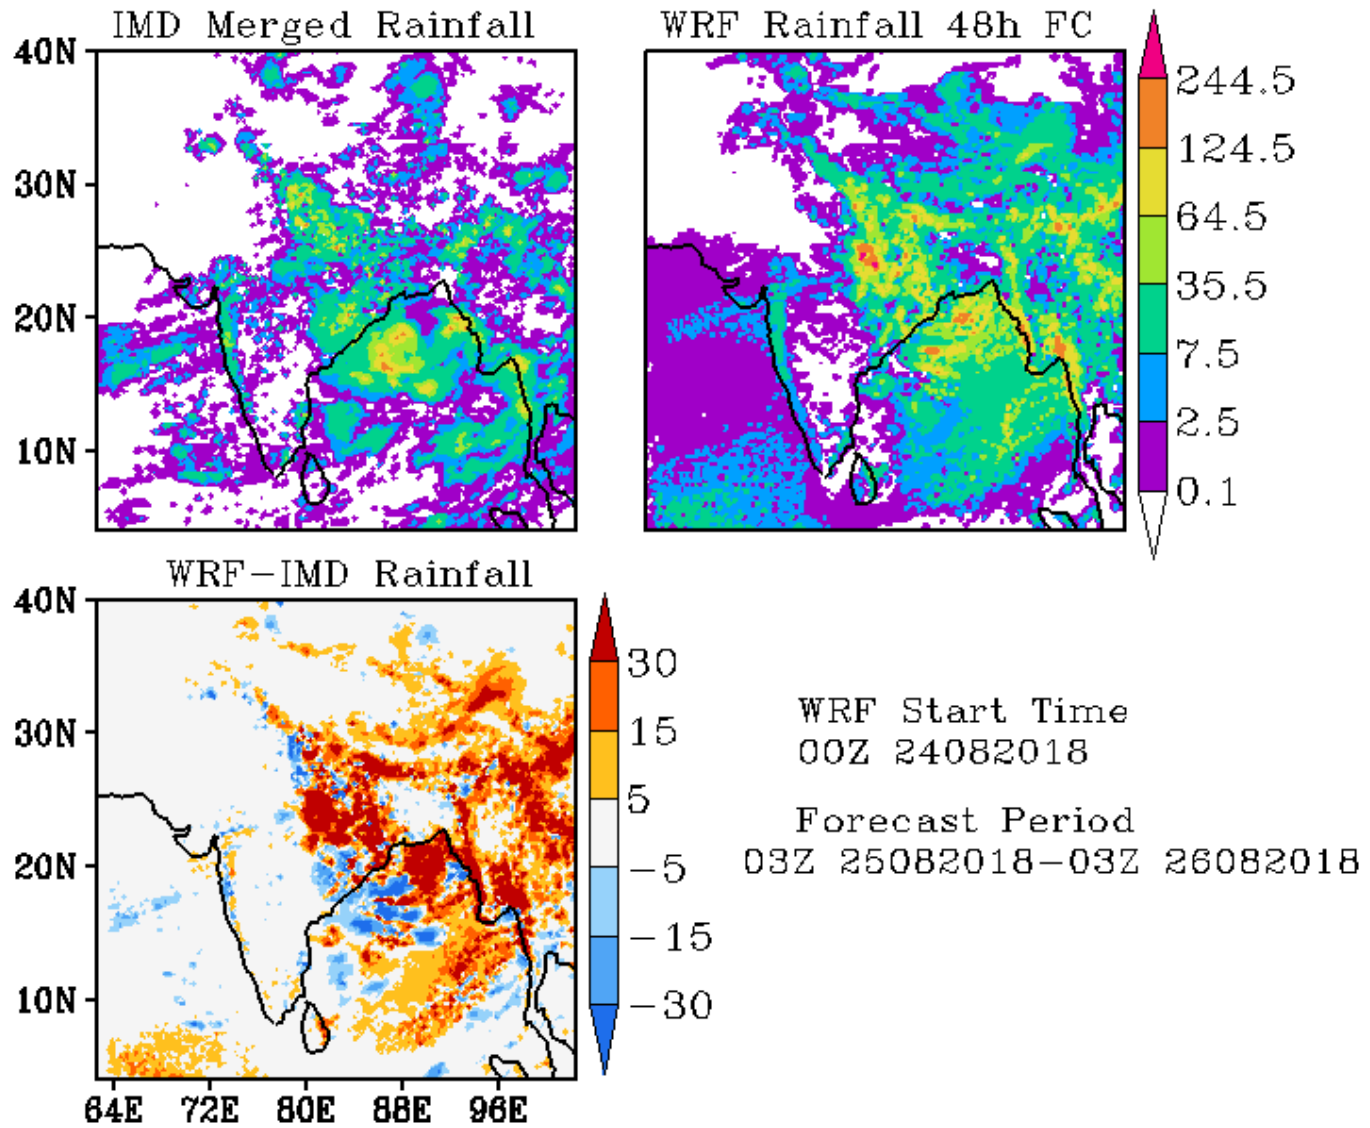 IMD Merged Rainfall
WRF Rainfall 48h FC
40N
30N
20N
10N
244.5
124.5
64.5
35.5
7.5
2.5
0.1
WRF-IMD Rainfall
40N
30N
20N
10N
64E 72E 80E 88E 96E
30
15
5
-5
-15
-30
WRF Start Time
00Z 24082018
Forecast Period
03Z 25082018-03Z 26082018